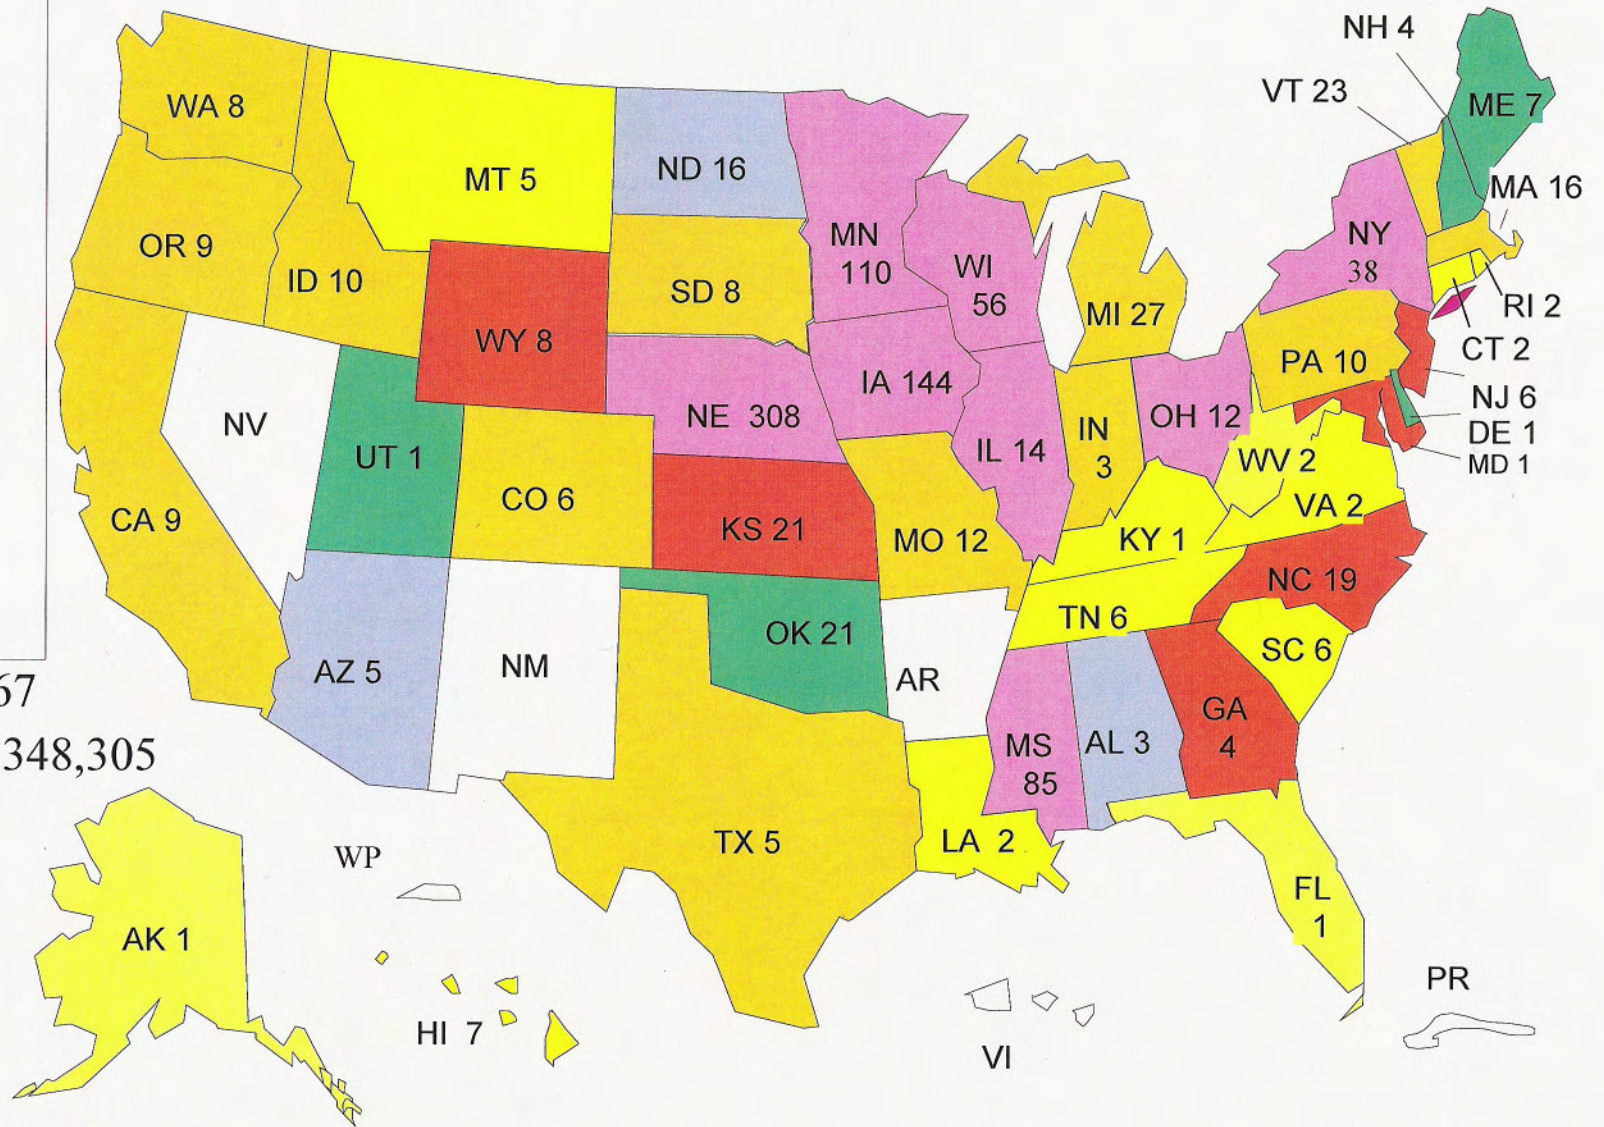 NH 4
VT 23
ME 7
WA 8
MT 5
ND 16
MA 16
OR 9
ID 10
SD 8
MN
110
WI
56
NY
38
MI 27
RI 2
WY 8
CT 2
PA 10
NV
UT 1
NE 308
IA 144
IL 14
IN
3
OH 12
NJ 6
DE 1
MD 1
WV 2
VA 2
CA 9
CO 6
KS 21
MO 12
KY 1
NC 19
TN 6
SC 6
AZ 5
NM
OK 21
AR
GA
4
67
348,305
MS
85
AL 3
TX 5
LA 2
WP
FL
1
AK 1
HI 7
VI
PR